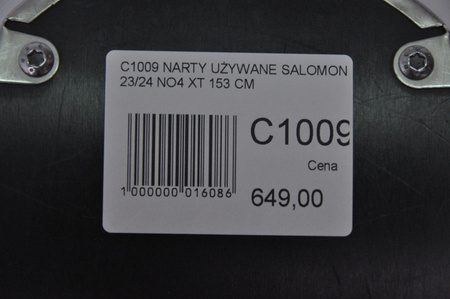 C1009 NARTY UŻYWANE SALOMON
23/24 NO4 XT 153 CM
C1009
Cena
649,00
1 000000 016086